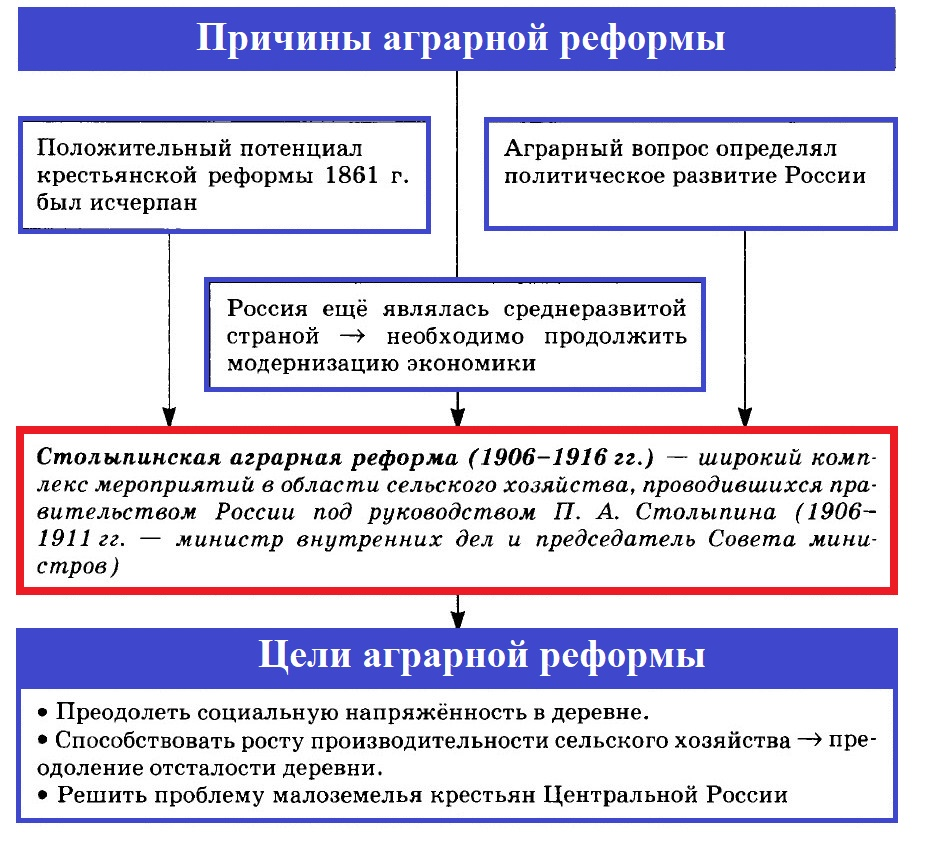 Причины аграрной реформы
Положительный потенциал
крестьянской реформы 1861 г.
был исчерпан
Аграрный вопрос определял
политическое развитие России
Россия ещё являлась среднеразвитой
страной → необходимо продолжить
модернизацию экономики
Столыпинская аграрная реформа (1906–1916 гг.) — широкий комп-
лекс мероприятий в области сельского хозяйства, проводившихся пра-
вительством России под руководством П. А. Столыпина (1906–
1911 гг. — министр внутренних дел и председатель Совета мини-
стров)
Цели аграрной реформы
• Преодолеть социальную напряжённость в деревне.
• Способствовать росту производительности сельского хозяйства → пре-
одоление отсталости деревни.
• Решить проблему малоземелья крестьян Центральной России